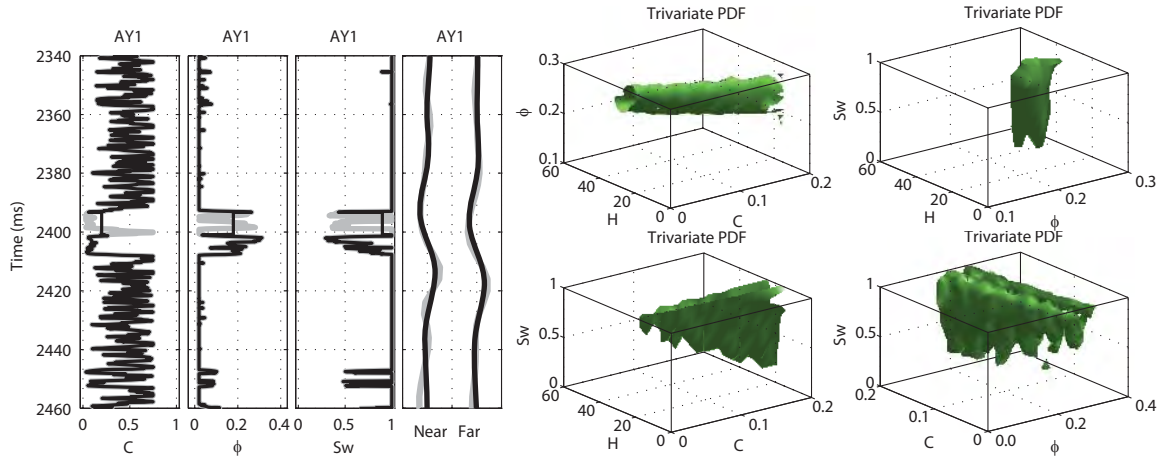 AY1 AY1 AY1 AY1
2340
2360
2380
2400
2420
2440
2460
Time (ms)
0 0.5 1
C
0 0.2 0.4
ϕ
0 0.5 1
Sw
Near Far
Trivariate PDF
0.3
0.2
0.1
ϕ
60
40
20
0
H
0
0.1
0.2
C
Trivariate PDF
1
0.5
0
Sw
60
40
20
0
H
0.1
0.2
0.3
ϕ
Trivariate PDF
1
0.5
0
Sw
60
40
20
0
H
0
0.1
0.2
C
Trivariate PDF
1
0.5
0
Sw
0.2
0.1
0
C
0.0
0.2
0.4
ϕ